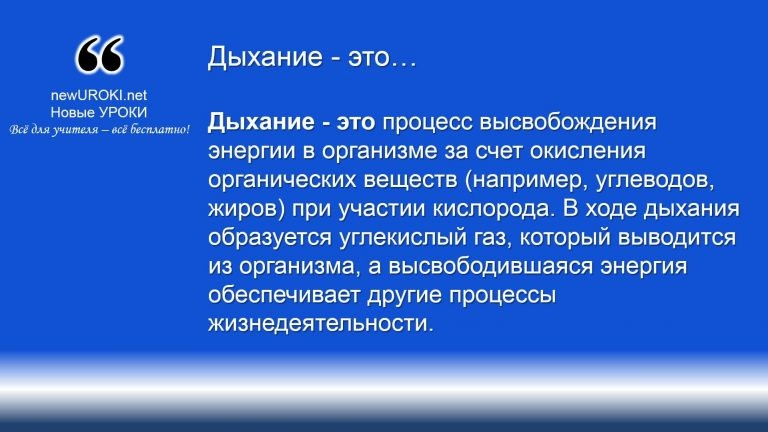 “
newUROKI.net
Новые УРОКИ
Всё для учителя – всё бесплатно!
Дыхание - это…
Дыхание - это процесс высвобождения
энергии в организме за счет окисления
органических веществ (например, углеводов,
жиров) при участии кислорода. В ходе дыхания
образуется углекислый газ, который выводится
из организма, а высвободившаяся энергия
обеспечивает другие процессы
жизнедеятельности.